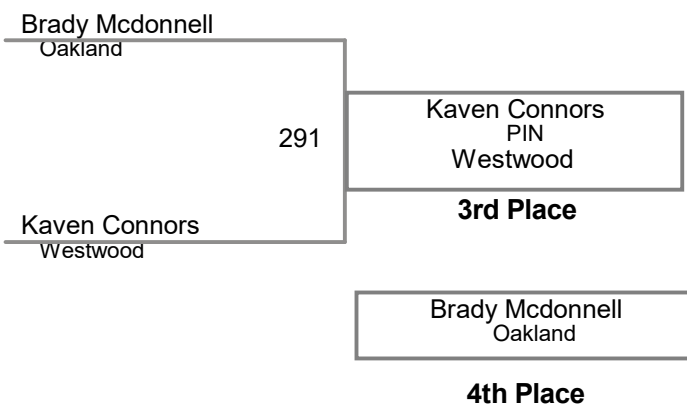 Brady Mcdonnell
Oakland
291
Kaven Connors
PIN
Westwood
3rd Place
Kaven Connors
Westwood
Brady Mcdonnell
Oakland
4th Place